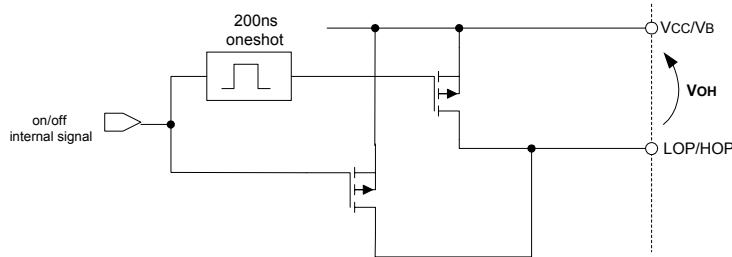 200ns
oneshot
VCC/VB
VOH
on/off
internal signal
LOP/HOP